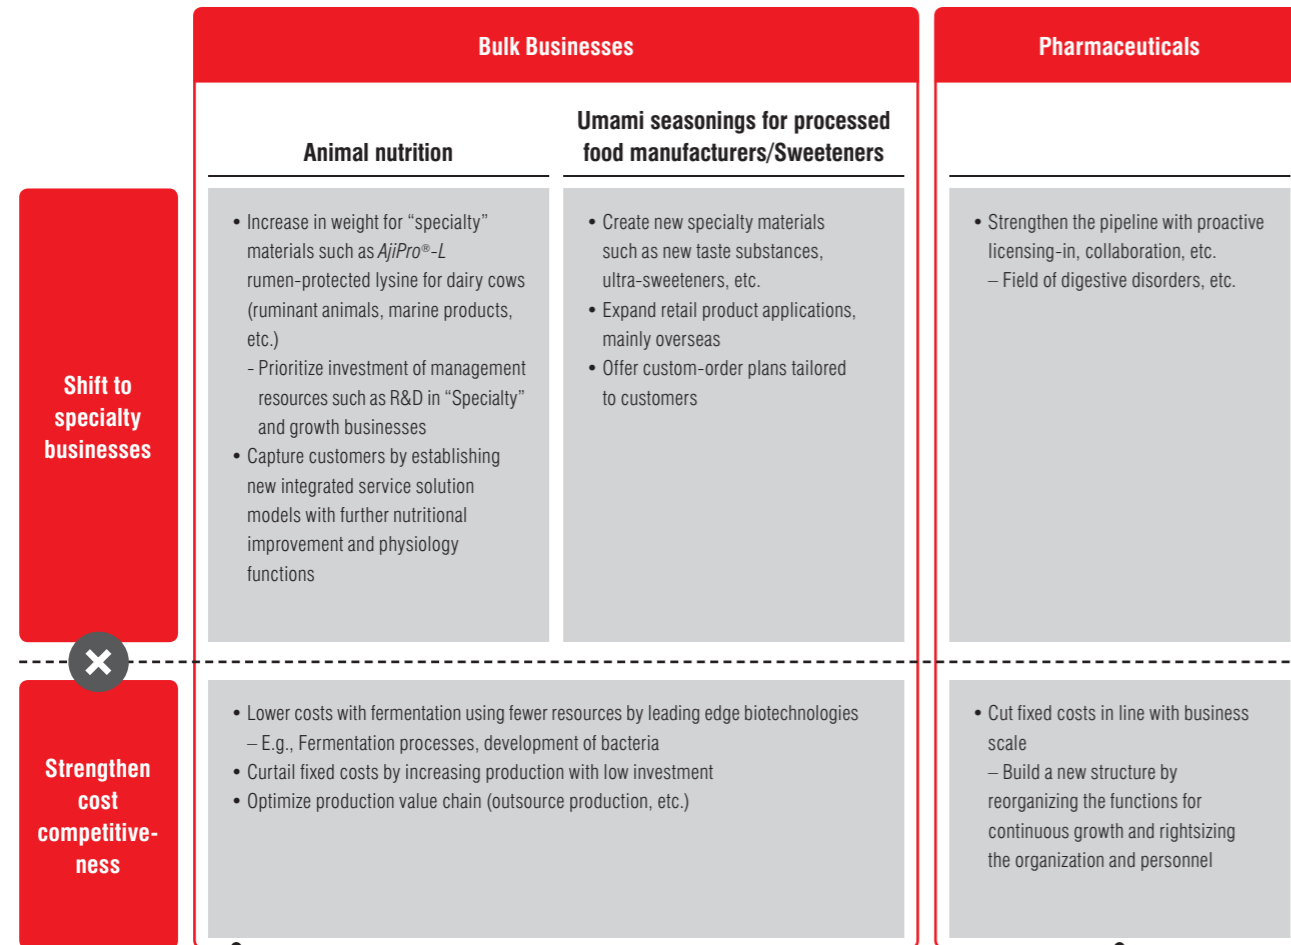 Bulk Businesses
Pharmaceuticals
Animal nutrition
Umami seasonings for processed
food manufacturers/Sweeteners
Shift to
specialty
businesses
• Increase in weight for “specialty”
materials such as AjiPro®-L
rumen-protected lysine for dairy cows
(ruminant animals, marine products,
etc.)
- Prioritize investment of management
resources such as R&D in “Specialty”
and growth businesses
• Capture customers by establishing
new integrated service solution
models with further nutritional
improvement and physiology
functions
• Create new specialty materials
such as new taste substances,
ultra-sweeteners, etc.
• Expand retail product applications,
mainly overseas
• Offer custom-order plans tailored
to customers
• Strengthen the pipeline with proactive
licensing-in, collaboration, etc.
– Field of digestive disorders, etc.
Strengthen
cost
competitive-
ness
• Lower costs with fermentation using fewer resources by leading edge biotechnologies
– E.g., Fermentation processes, development of bacteria
• Curtail fixed costs by increasing production with low investment
• Optimize production value chain (outsource production, etc.)
• Cut fixed costs in line with business
scale
– Build a new structure by
reorganizing the functions for
continuous growth and rightsizing
the organization and personnel